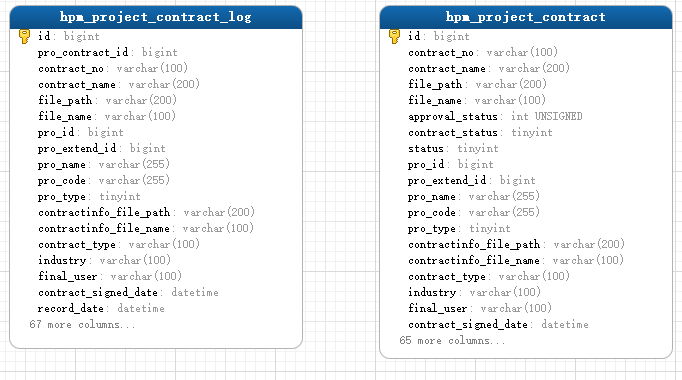 hpm_project_contract_log
id: bigint
pro_contract_id: bigint
contract_no: varchar(100)
contract_name: varchar(200)
file_path: varchar(200)
file_name: varchar(100)
pro_id: bigint
pro_extend_id: bigint
pro_name: varchar(255)
pro_code: varchar(255)
pro_type: tinyint
contractinfo_file_path: varchar(200)
contractinfo_file_name: varchar(100)
contract_type: varchar(100)
industry: varchar(100)
final_user: varchar(100)
contract_signed_date: datetime
record_date: datetime
67 more columns...
hpm_project_contract
id: bigint
contract_no: varchar(100)
contract_name: varchar(200)
file_path: varchar(200)
file_name: varchar(100)
approval_status: int UNSIGNED
contract_status: tinyint
status: tinyint
pro_id: bigint
pro_extend_id: bigint
pro_name: varchar(255)
pro_code: varchar(255)
pro_type: tinyint
contractinfo_file_path: varchar(200)
contractinfo_file_name: varchar(100)
contract_type: varchar(100)
industry: varchar(100)
final_user: varchar(100)
contract_signed_date: datetime
65 more columns...